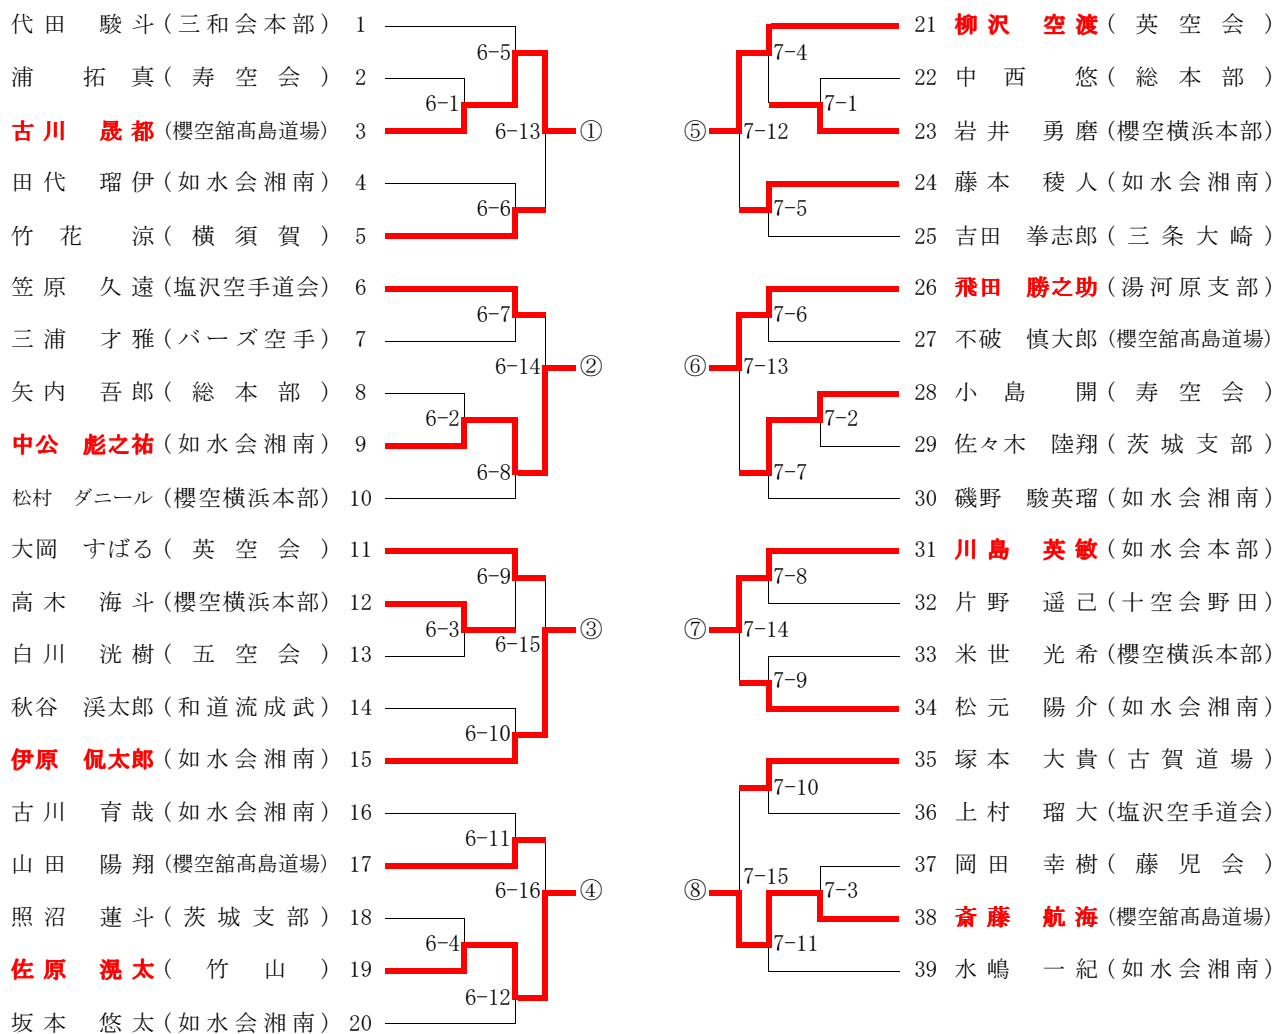 代田 駿斗 (三和会本部) 1
浦 拓真 (寿空会) 2
古川 晟都 (櫻空舘髙島道場) 3
田代 瑠伊 (如水会湘南) 4
竹花 涼 (横須賀) 5
笠原 久遠 (塩沢空手道会) 6
三浦 才雅 (バーズ空手) 7
矢内 吾郎 (総本部) 8
中公 彪之祐 (如水会湘南) 9
松村 ダニール (櫻空横浜本部) 10
大岡 すばる (英空会) 11
高木 海斗 (櫻空横浜本部) 12
白川 洸樹 (五空会) 13
秋谷 渓太郎 (和道流成武) 14
伊原 侃太郎 (如水会湘南) 15
古川 育哉 (如水会湘南) 16
山田 陽翔 (櫻空舘髙島道場) 17
照沼 蓮斗 (茨城支部) 18
佐原 滉太 (竹山) 19
坂本 悠太 (如水会湘南) 20
6-5
6-1
6-13
①
6-6
6-7
6-14
②
6-2
6-8
6-9
6-3
6-15
③
6-10
6-11
6-16
④
6-4
6-12
7-4
7-1
⑤
7-12
7-5
7-6
⑥
7-13
7-2
7-7
7-8
⑦
7-14
7-9
7-10
7-15
⑧
7-3
7-11
21 柳沢 空渡 (英空会)
22 中西 悠 (総本部)
23 岩井 勇磨 (櫻空横浜本部)
24 藤本 稜人 (如水会湘南)
25 吉田 拳志郎 (三条大崎)
26 飛田 勝之助 (湯河原支部)
27 不破 慎大郎 (櫻空舘髙島道場)
28 小島 開 (寿空会)
29 佐々木 陸翔 (茨城支部)
30 磯野 駿英瑠 (如水会湘南)
31 川島 英敏 (如水会本部)
32 片野 遥己 (十空会野田)
33 米世 光希 (櫻空横浜本部)
34 松元 陽介 (如水会湘南)
35 塚本 大貴 (古賀道場)
36 上村 瑠大 (塩沢空手道会)
37 岡田 幸樹 (藤児会)
38 斎藤 航海 (櫻空舘髙島道場)
39 水嶋 一紀 (如水会湘南)